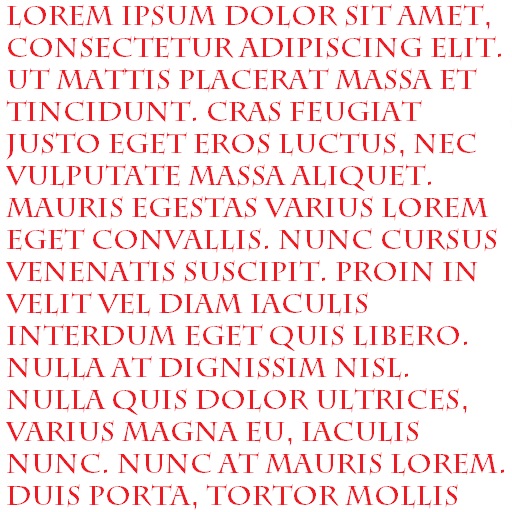 LOREM IPSUM DOLOR SIT AMET,
CONSECTETUR ADIPISCING ELIT.
UT MATTIS PLACERAT MASSA ET
TINCIDUNT. CRAS FEUGIAT
JUSTO EGET EROS LUCTUS, NEC
VULPUTATE MASSA ALIQUET.
MAURIS EGESTAS VARIUS LOREM
EGET CONVALLIS. NUNC CURSUS
VENENATIS SUSCIPIT. PROIN IN
VELIT VEL DIAM IACULIS
INTERDUM EGET QUIS LIBERO.
NULLA AT DIGNISSIM NISL.
NULLA QUIS DOLOR ULTRICES,
VARIUS MAGNA EU, IACULIS
NUNC. NUNC AT MAURIS LOREM.
DUIS PORTA, TORTOR MOLLIS